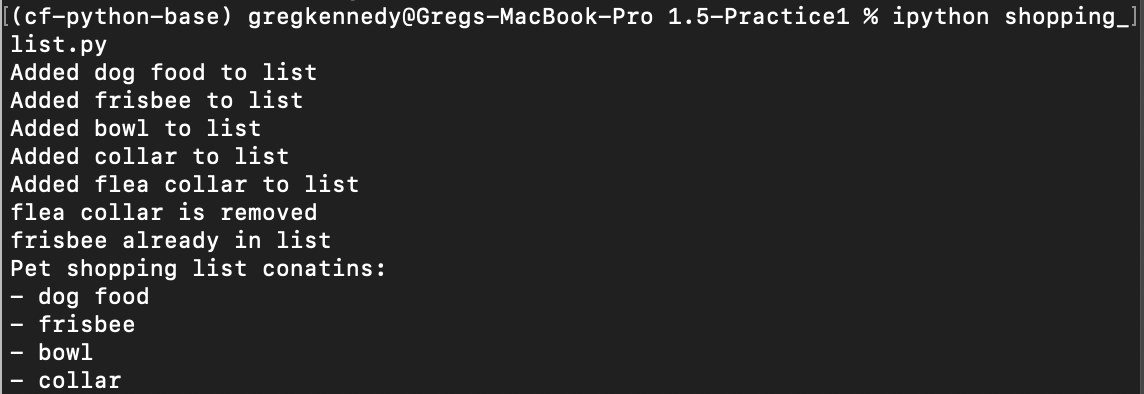 [(cf-python-base) gregkennedy@Gregs-MacBook-Pro 1.5-Practice1 % ipython shopping_]
list.py
Added dog food to list
Added frisbee to list
Added bowl to list
Added collar to list
Added flea collar to list
flea collar is removed
frisbee already in list
Pet shopping list conatins:
- dog food
- frisbee
- bowl
- collar